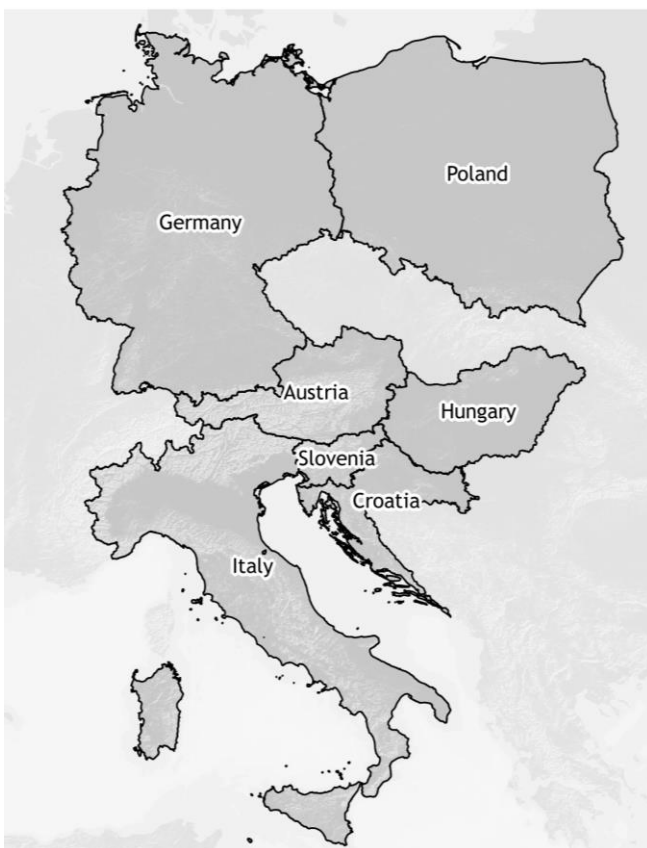 Poland
Germany
Austria
Hungary
Slovenia
Croatia
Italy